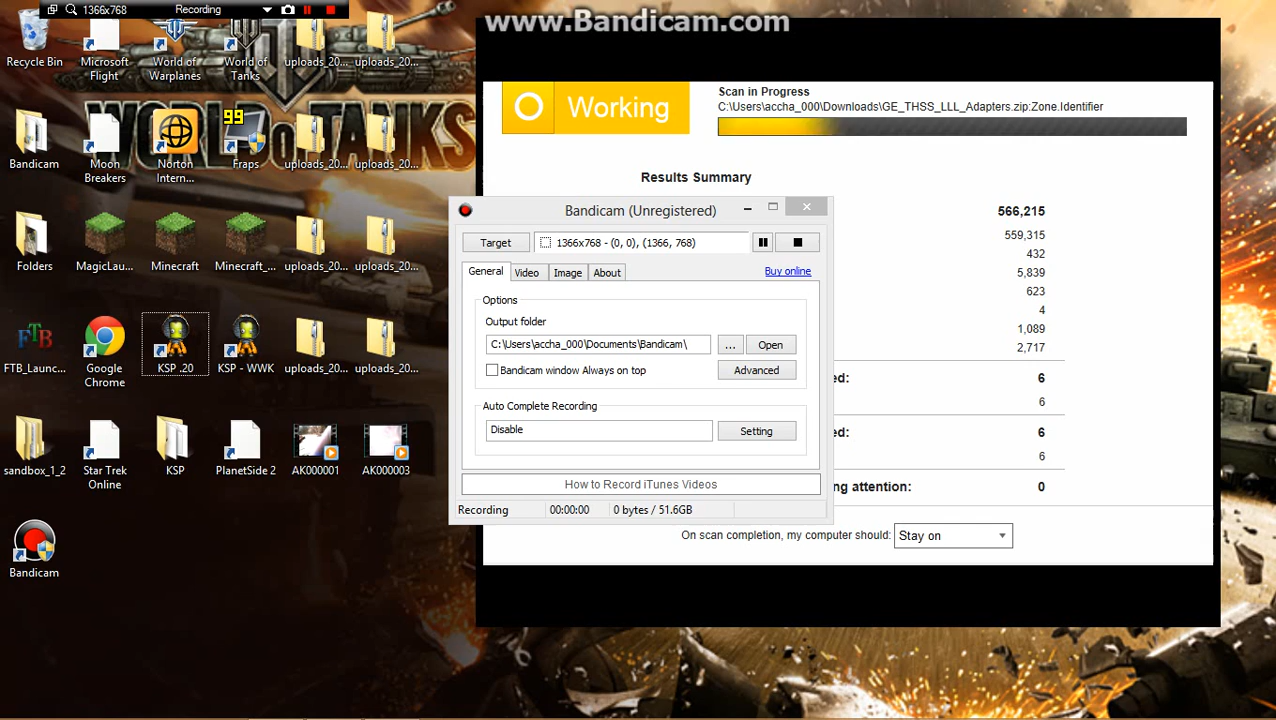 1366x768 Recording
www.Bandicam.com
Recycle Bin
Microsoft Flight
World of Warplanes
World of Tanks
uploads_20...
uploads_20...
WORLD OF TANKS
Bandicam
Moon Breakers
Norton Intern...
99
Fraps
uploads_20...
uploads_20...
Folders
MagicLau...
Minecraft
Minecraft_...
uploads_20...
uploads_20...
FTB
FTB_Launc...
Google Chrome
KSP .20
KSP - WWK
uploads_20...
uploads_20...
sandbox_1_2
Star Trek Online
KSP
PlanetSide 2
AK000001
AK000003
Bandicam
Working
Scan in Progress
C:\Users\accha_000\Downloads\GE_THSS_LLL_Adapters.zip:Zone.Identifier
Results Summary
566,215
559,315
432
5,839
623
4
1,089
2,717
ed: 6
6
ed: 6
6
ng attention: 0
On scan completion, my computer should: Stay on
Bandicam (Unregistered)
Target 1366x768 - (0, 0), (1366, 768)
General Video Image About Buy online
Options
Output folder
C:\Users\accha_000\Documents\Bandicam\ ... Open
Bandicam window Always on top Advanced
Auto Complete Recording
Disable Setting
How to Record iTunes Videos
Recording 00:00:00 0 bytes / 51.6GB